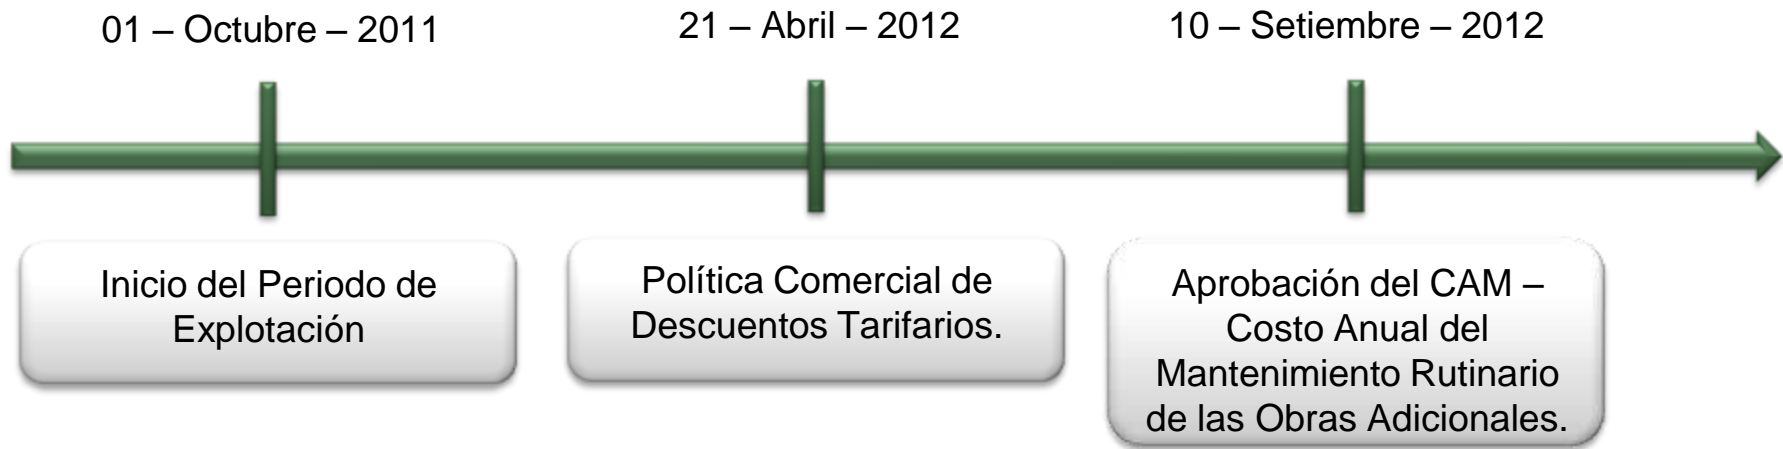 01 – Octubre – 2011
21 – Abril – 2012
10 – Setiembre – 2012
Inicio del Periodo de
Explotación
Política Comercial de
Descuentos Tarifarios.
Aprobación del CAM –
Costo Anual del
Mantenimiento Rutinario
de las Obras Adicionales.